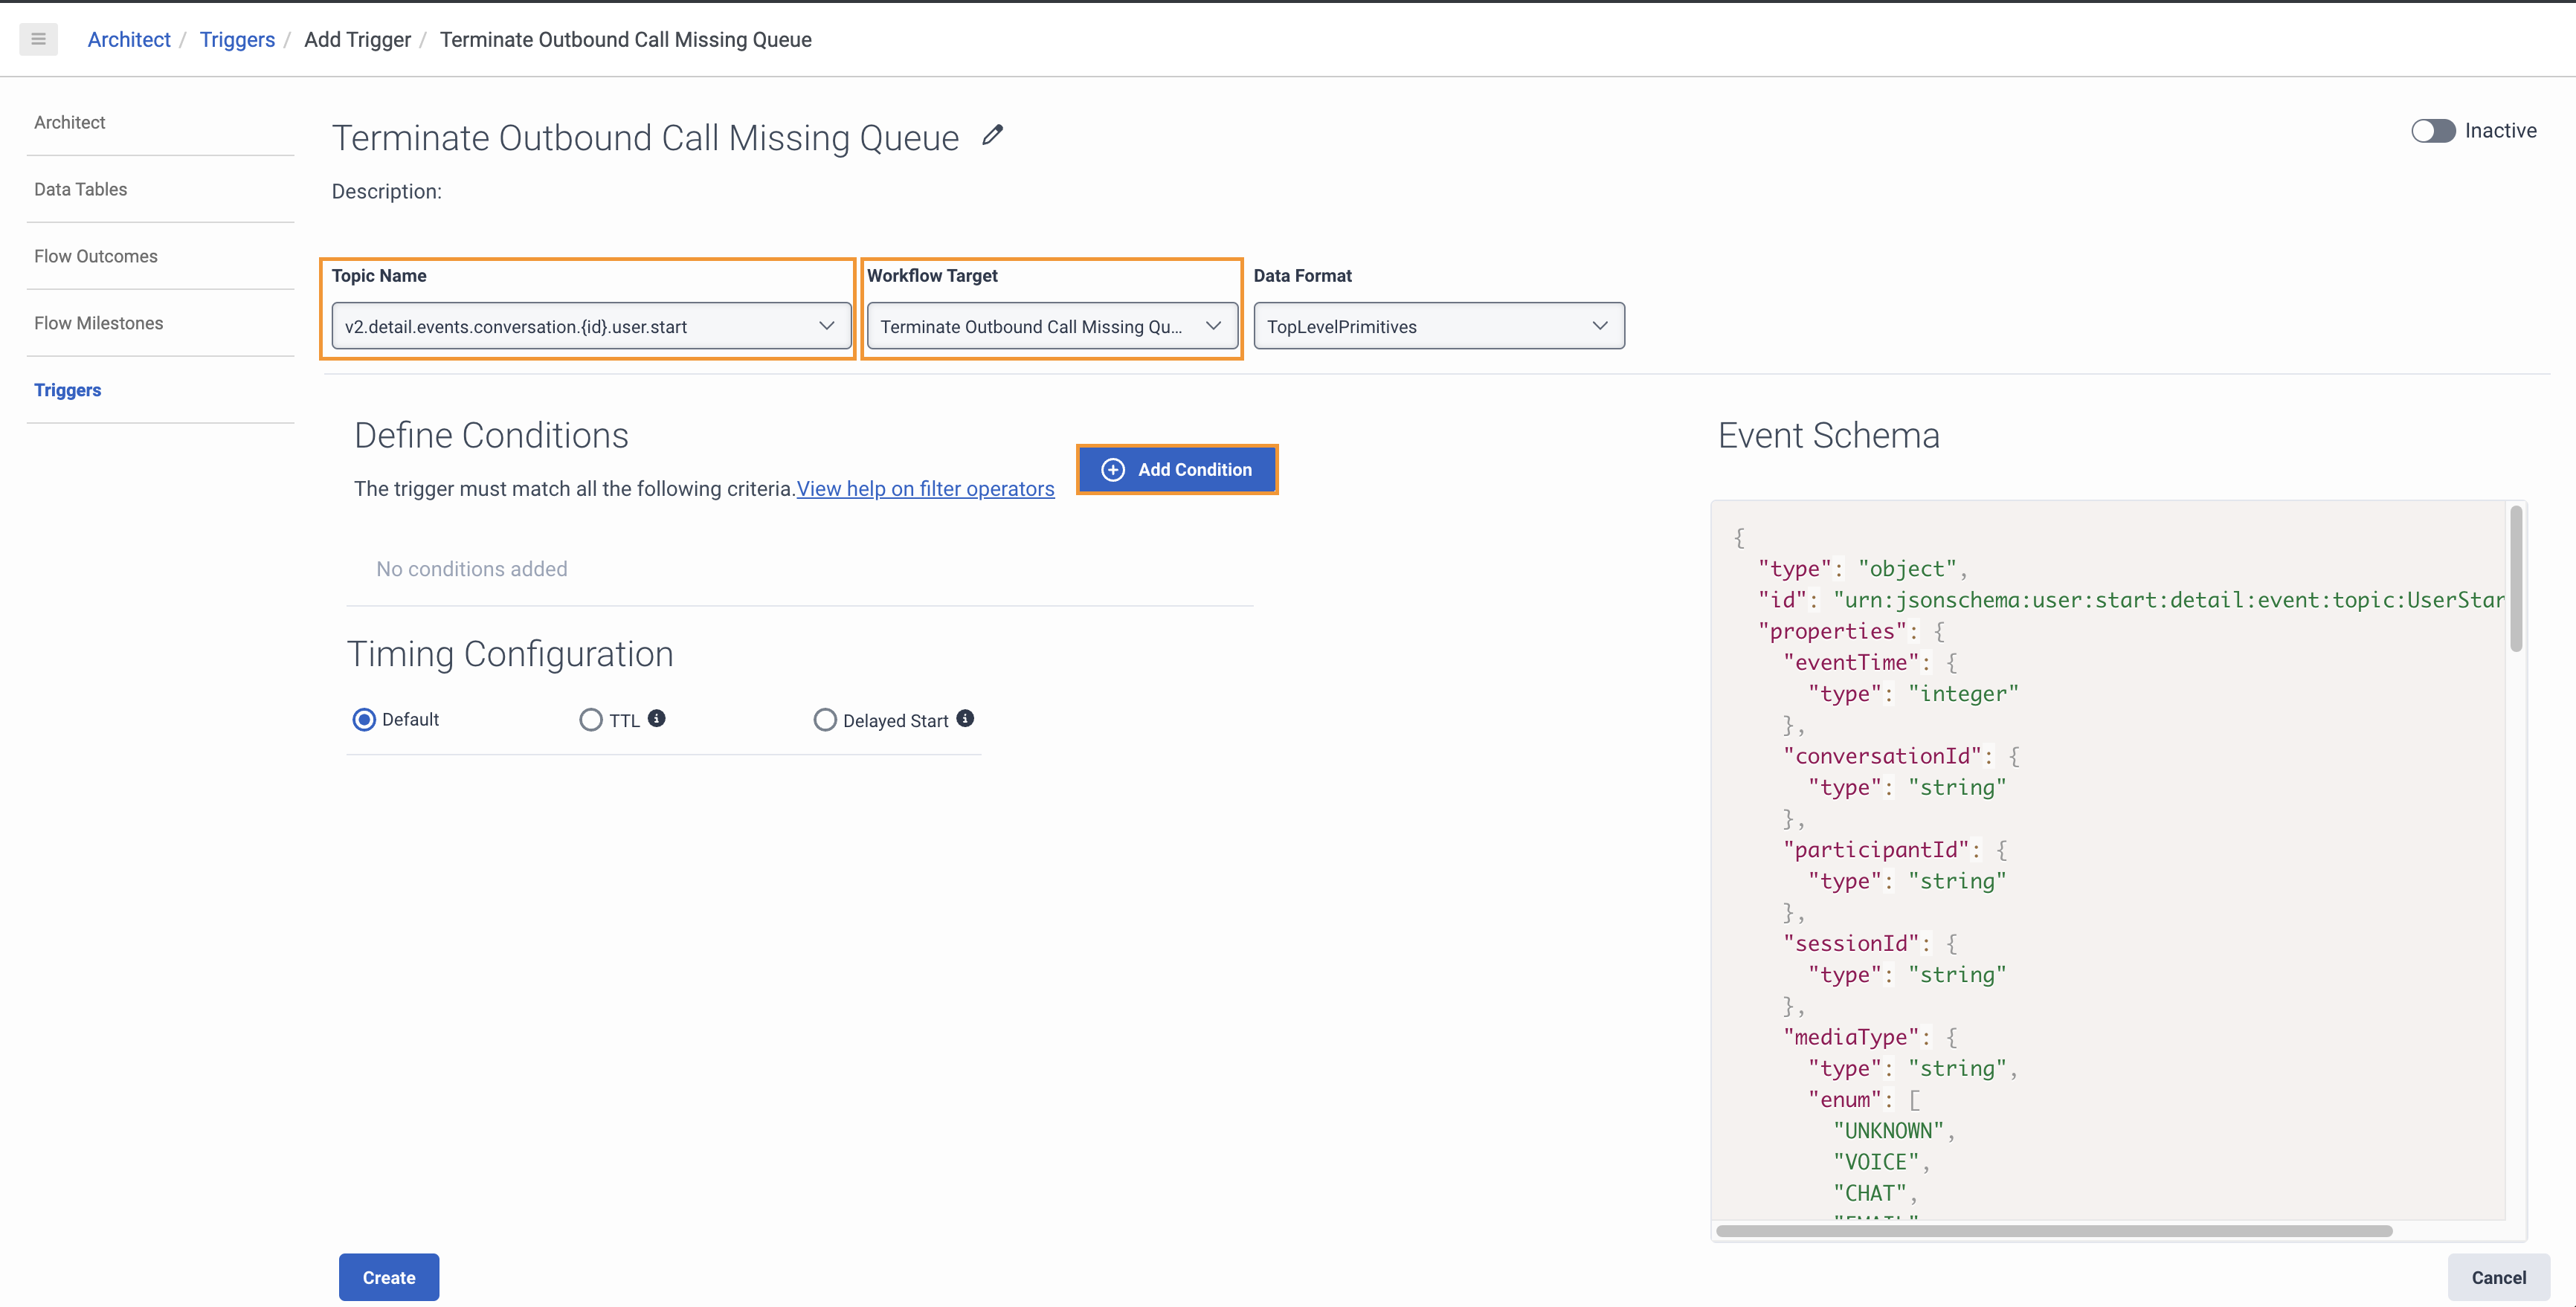 Architect / Triggers / Add Trigger / Terminate Outbound Call Missing Queue
Architect
Data Tables
Flow Outcomes
Flow Milestones
Triggers
Terminate Outbound Call Missing Queue
Inactive
Description:
Topic Name
v2.detail.events.conversation.{id}.user.start
Workflow Target
Terminate Outbound Call Missing Qu...
Data Format
TopLevelPrimitives
Define Conditions
The trigger must match all the following criteria.View help on filter operators
Add Condition
No conditions added
Timing Configuration
Default
TTL
Delayed Start
Event Schema
{
"type": "object",
"id": "urn:jsonschema:user:start:detail:event:topic:UserStar
"properties": {
"eventTime": {
"type": "integer"
},
"conversationId": {
"type": "string"
},
"participantId": {
"type": "string"
},
"sessionId": {
"type": "string"
},
"mediaType": {
"type": "string",
"enum": [
"UNKNOWN",
"VOICE",
"CHAT",
Create
Cancel